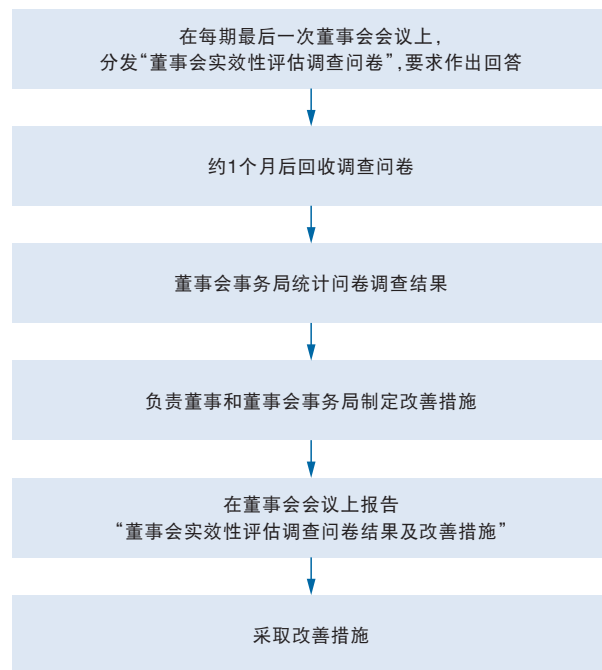 在每期最后一次董事会会议上，
分发“董事会实效性评估调查问卷”，要求作出回答
约1个月后回收调查问卷
董事会事务局统计问卷调查结果
负责董事和董事会事务局制定改善措施
在董事会会议上报告
“董事会实效性评估调查问卷结果及改善措施”
采取改善措施